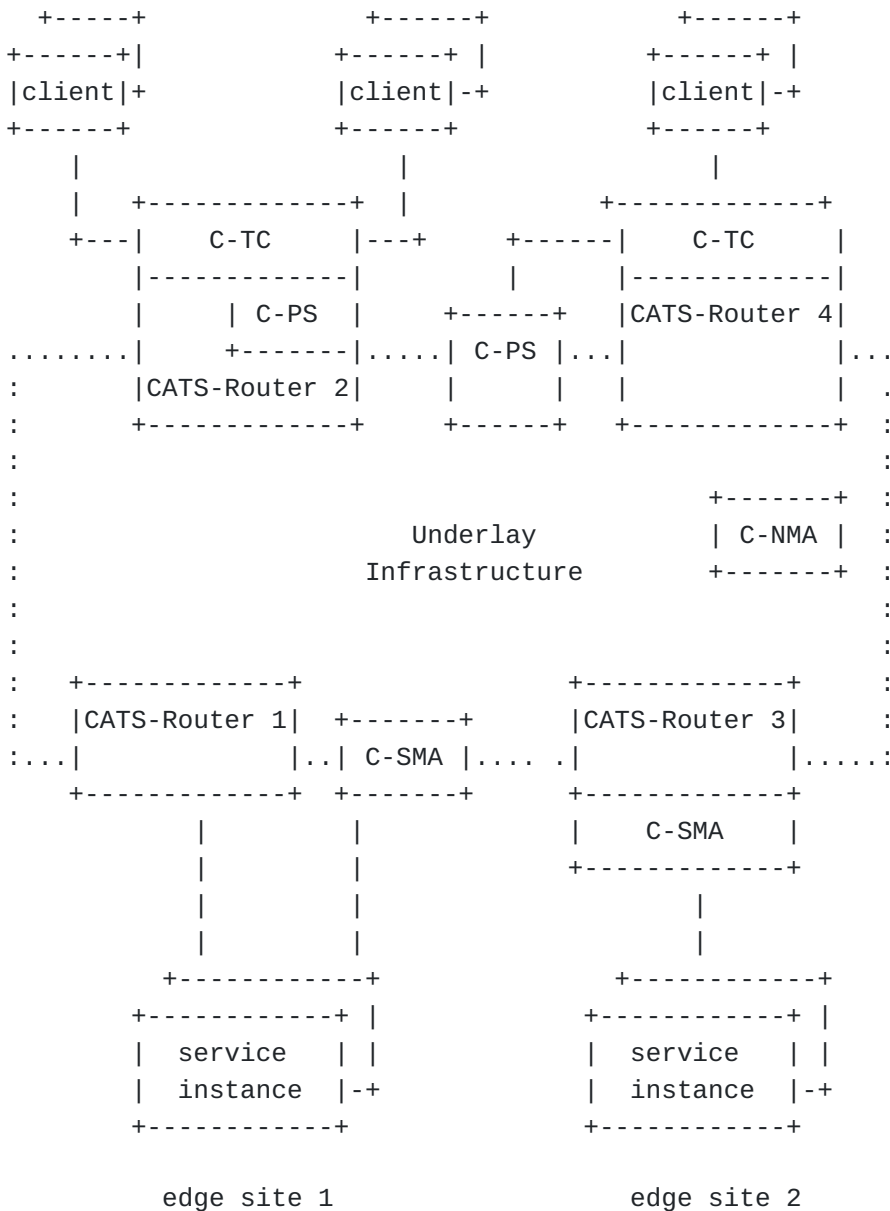 client client client
C-TC C-TC
C-PS CATS-Router 4
C-PS
CATS-Router 2
Underlay C-NMA
Infrastructure
CATS-Router 1 CATS-Router 3
C-SMA
C-SMA
service service
instance instance
edge site 1 edge site 2